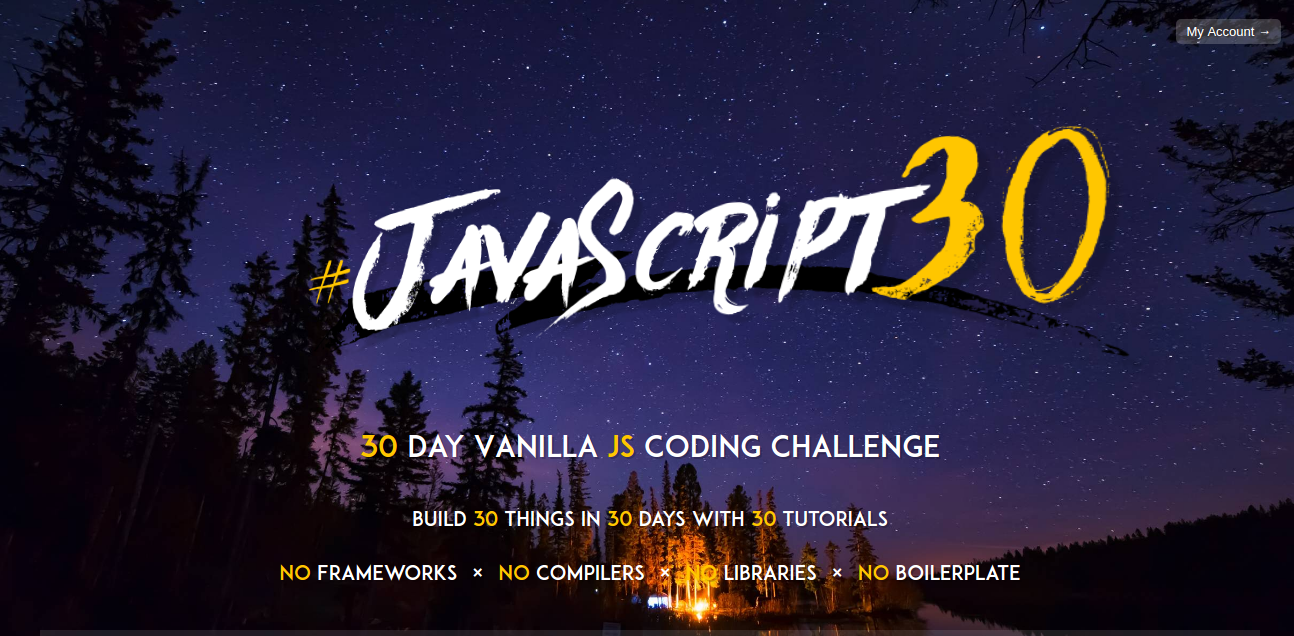 My Account →
#JAVASCRIPT30
30 DAY VANILLA JS CODING CHALLENGE
BUILD 30 THINGS IN 30 DAYS WITH 30 TUTORIALS
NO FRAMEWORKS × NO COMPILERS × NO LIBRARIES × NO BOILERPLATE